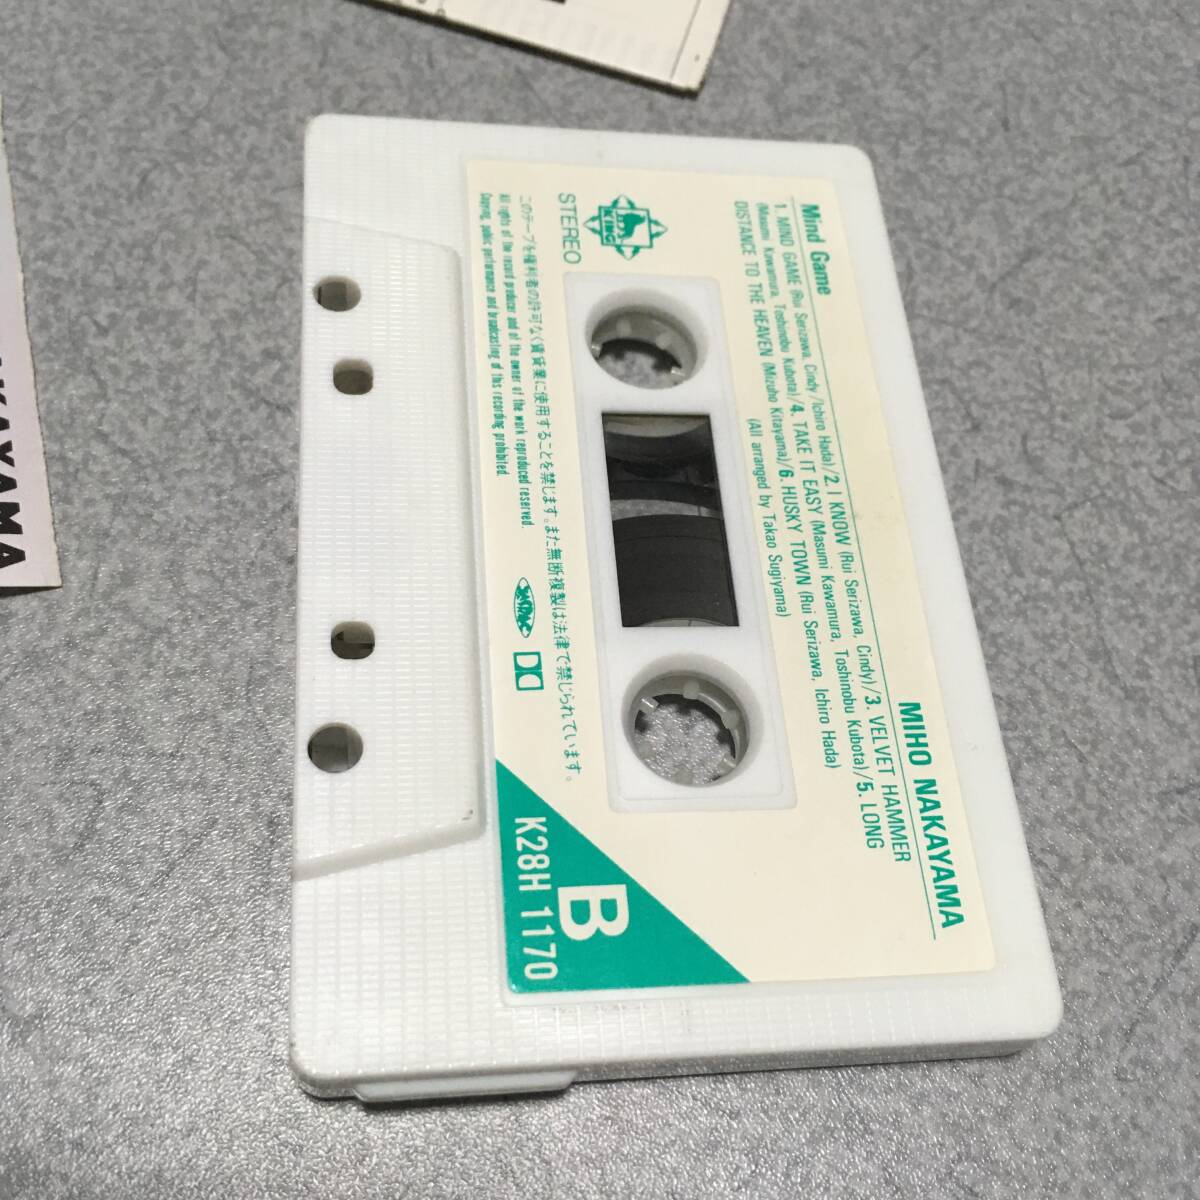 Mind Game
MIHO NAKAYAMA
1. MIND GAME (Rui Serizawa, Cindy/Ichiro Hada)/2. I KNOW (Rui Serizawa, Cindy)/3. VELVET HAMMER
(Masumi Kawamura, Toshinobu Kubota)/4. TAKE IT EASY (Masumi Kawamura, Toshinobu Kubota)/5. LONG
DISTANCE TO THE HEAVEN (Mizuho Kitayama)/6. HUSKY TOWN (Rui Serizawa, Ichiro Hada)
(All arranged by Takao Sugiyama)
KING
STEREO
B
K28H 1170
このテープを権利者の許可なく賃貸業に使用することを禁じます。また無断複製は法律で禁じられています。
All rights of the record producer and of the owner of the work reproduced reserved.
Copying, public performance and broadcasting of this recording prohibited.
AKAYAMA